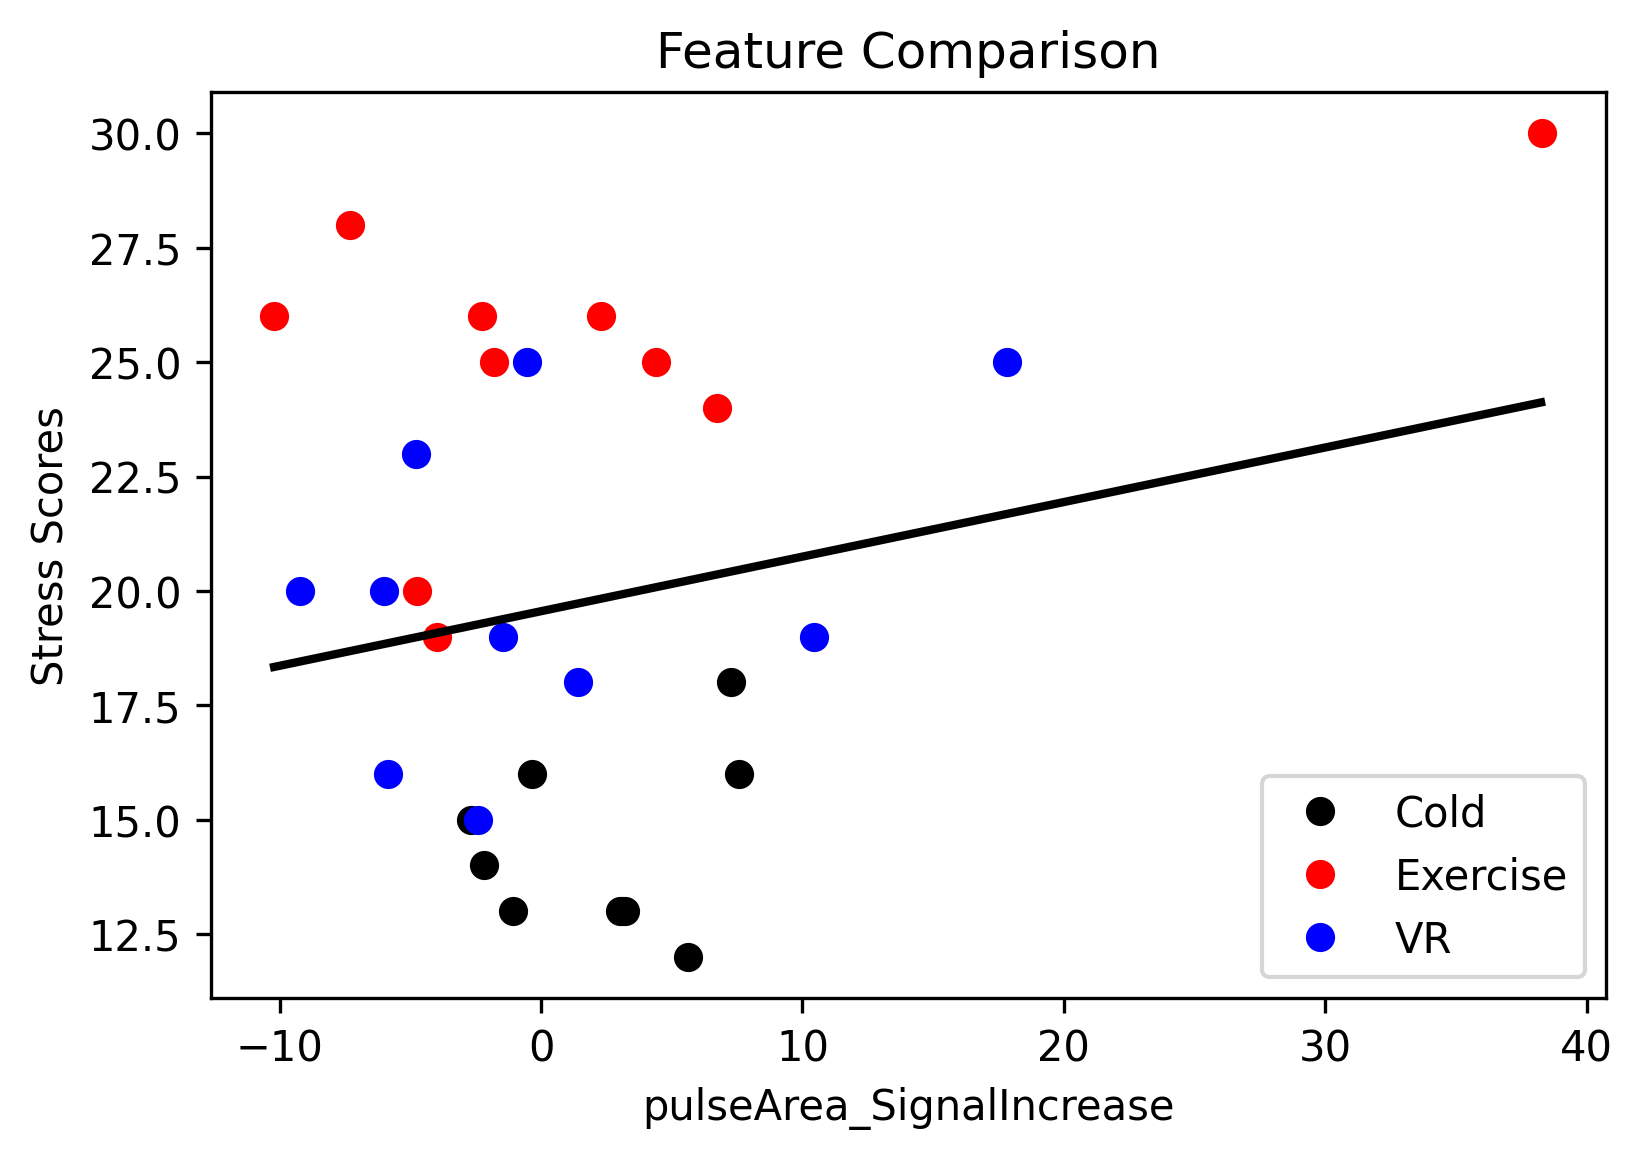 Feature Comparison
30.0
27.5
25.0
22.5
20.0
17.5
15.0
12.5
Stress Scores
Cold
Exercise
VR
−10 0 10 20 30 40
pulseArea_SignalIncrease